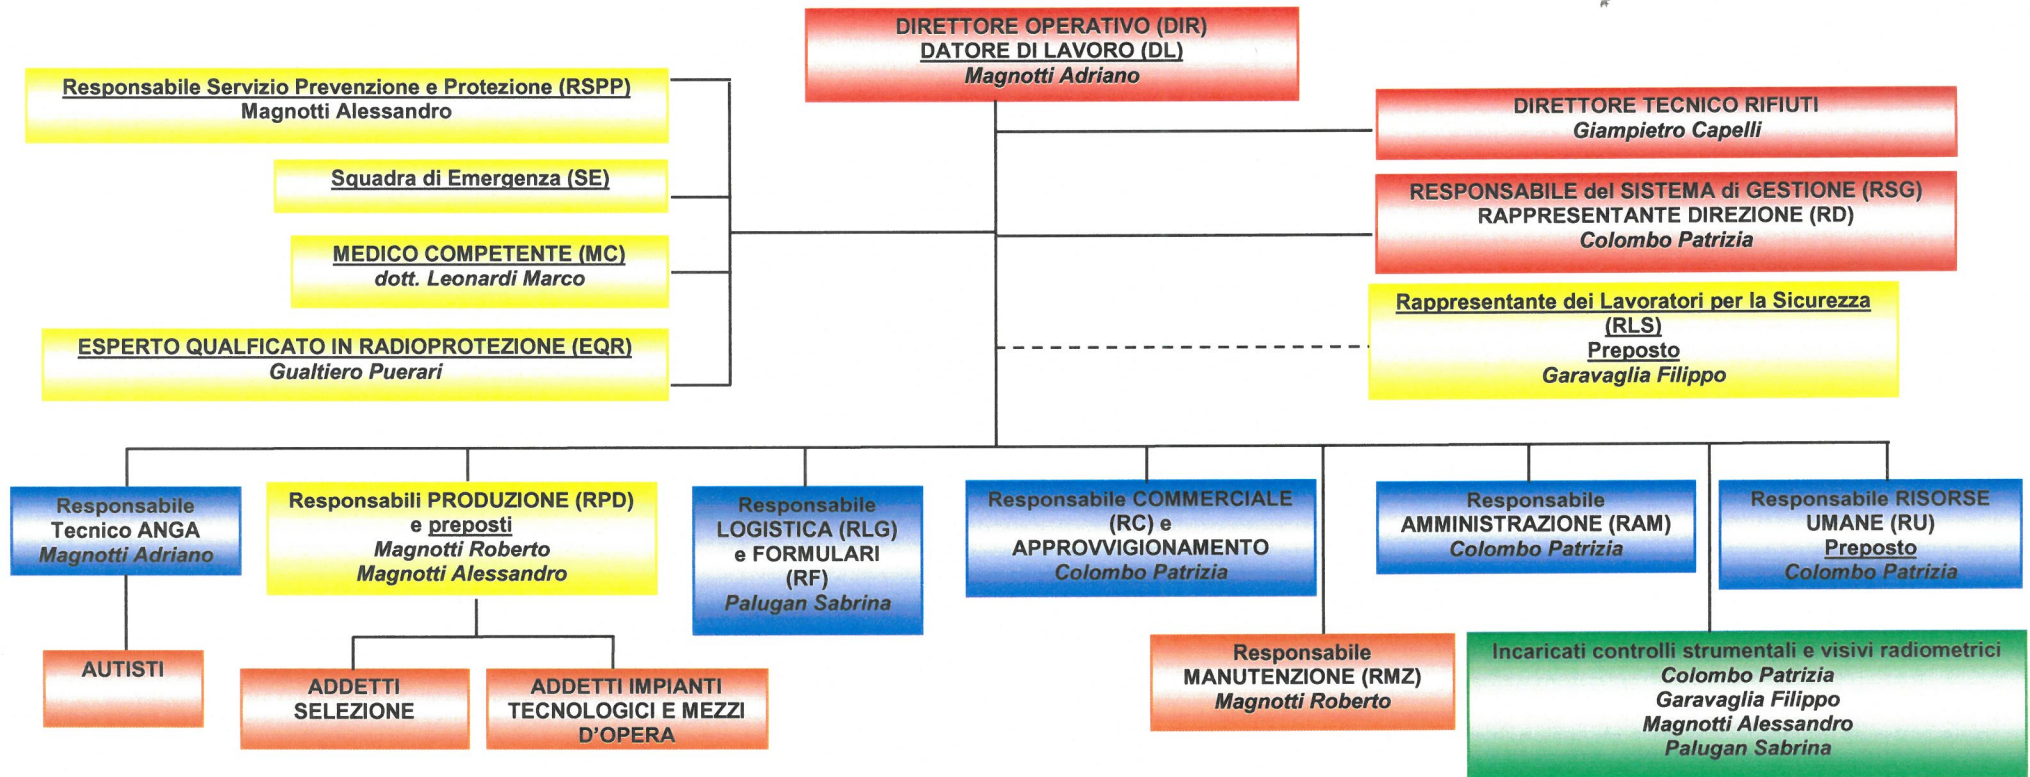 DIRETTORE OPERATIVO (DIR)
DATORE DI LAVORO (DL)
Magnotti Adriano
Responsabile Servizio Prevenzione e Protezione (RSPP)
Magnotti Alessandro
Squadra di Emergenza (SE)
MEDICO COMPETENTE (MC)
dott. Leonardi Marco
ESPERTO QUALFICATO IN RADIOPROTEZIONE (EQR)
Gualtiero Puerari
DIRETTORE TECNICO RIFIUTI
Giampietro Capelli
RESPONSABILE del SISTEMA di GESTIONE (RSG)
RAPPRESENTANTE DIREZIONE (RD)
Colombo Patrizia
Rappresentante dei Lavoratori per la Sicurezza
(RLS)
Preposto
Garavaglia Filippo
Responsabile
Tecnico ANGA
Magnotti Adriano
Responsabili PRODUZIONE (RPD)
e preposti
Magnotti Roberto
Magnotti Alessandro
Responsabile
LOGISTICA (RLG)
e FORMULARI
(RF)
Palugan Sabrina
Responsabile COMMERCIALE
(RC) e
APPROVVIGIONAMENTO
Colombo Patrizia
Responsabile
AMMINISTRAZIONE (RAM)
Colombo Patrizia
Responsabile RISORSE
UMANE (RU)
Preposto
Colombo Patrizia
AUTISTI
ADDETTI
SELEZIONE
ADDETTI IMPIANTI
TECNOLOGICI E MEZZI
D'OPERA
Responsabile
MANUTENZIONE (RMZ)
Magnotti Roberto
Incaricati controlli strumentali e visivi radiometrici
Colombo Patrizia
Garavaglia Filippo
Magnotti Alessandro
Palugan Sabrina